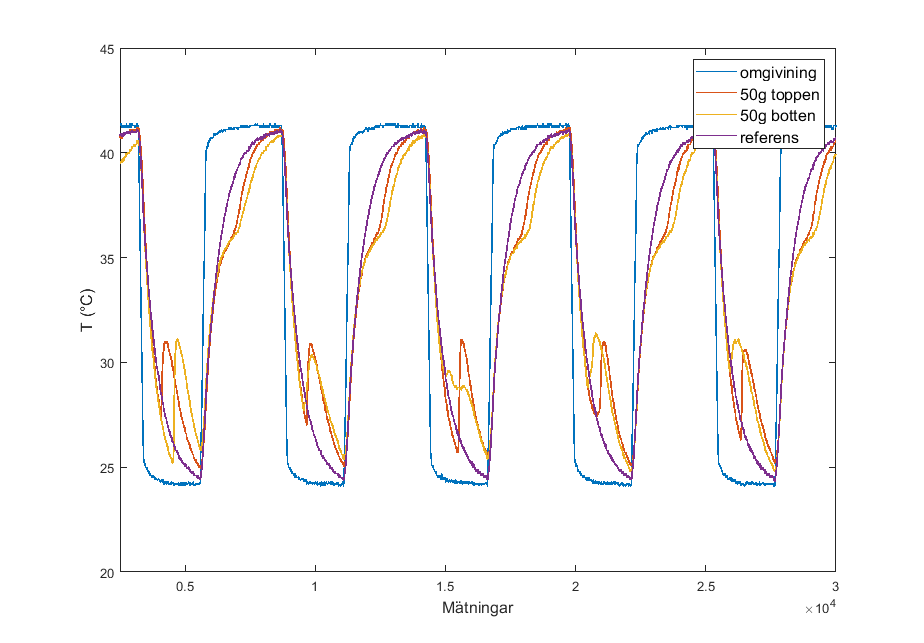 45
40
35
30
25
20
T (°C)
0.5
1
1.5
2
2.5
3
×10⁴
Mätningar
omgivining
50g toppen
50g botten
referens